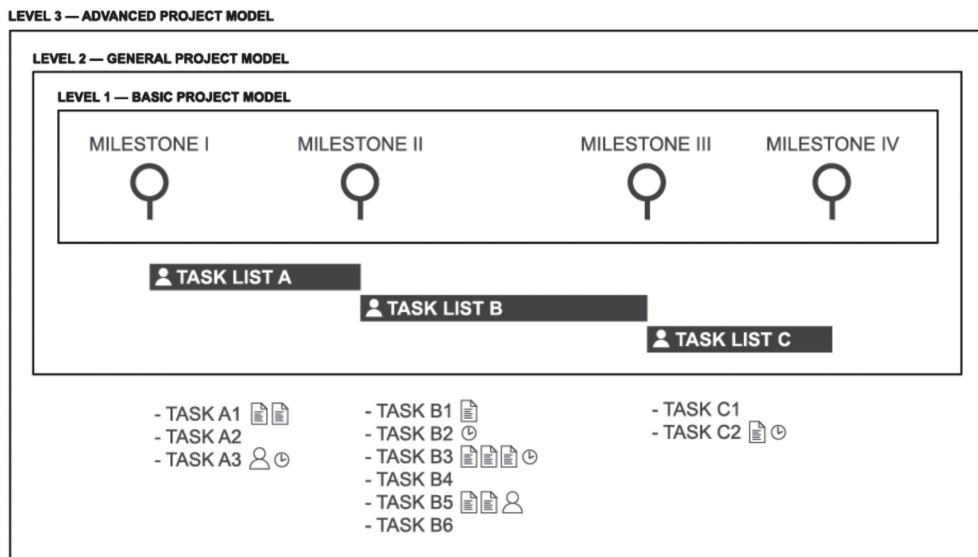 LEVEL 3 — ADVANCED PROJECT MODEL
LEVEL 2 — GENERAL PROJECT MODEL
LEVEL 1 — BASIC PROJECT MODEL
MILESTONE I
MILESTONE II
MILESTONE III
MILESTONE IV
TASK LIST A
TASK LIST B
TASK LIST C
- TASK A1
- TASK A2
- TASK A3
- TASK B1
- TASK B2
- TASK B3
- TASK B4
- TASK B5
- TASK B6
- TASK C1
- TASK C2